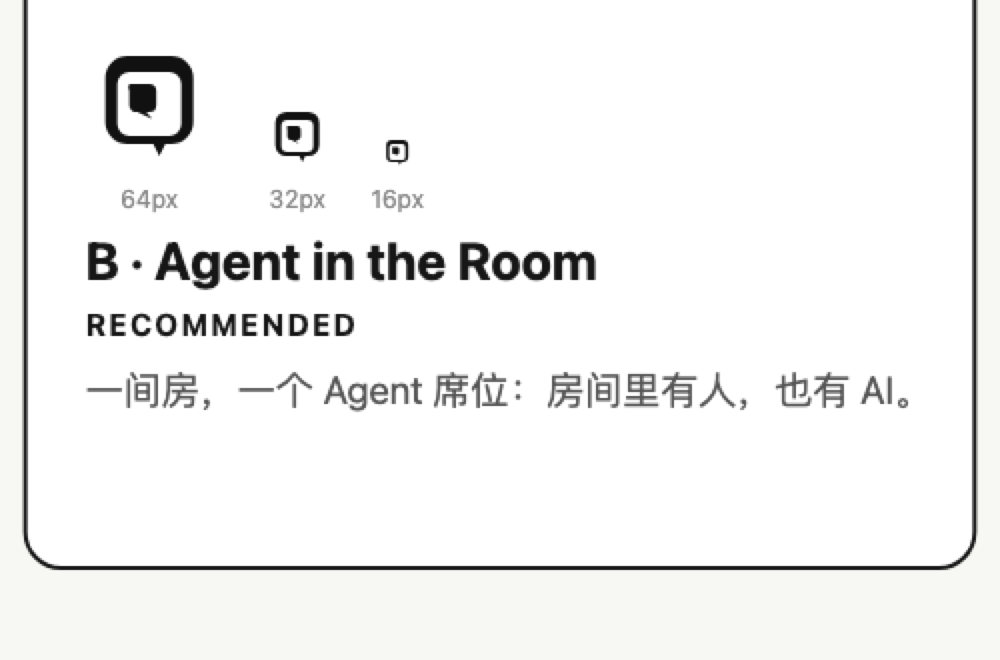 64px 32px 16px
B · Agent in the Room
RECOMMENDED
一间房，一个 Agent 席位：房间里有人，也有 AI。